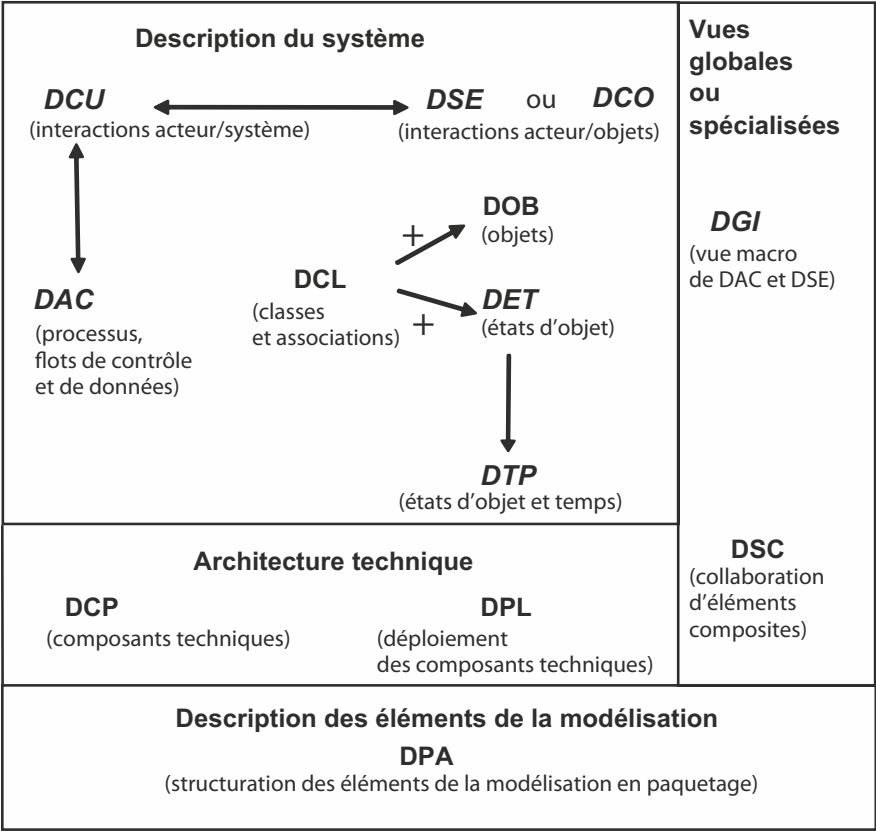 Description du système
DCU
(interactions acteur/système)
DSE ou DCO
(interactions acteur/objets)
+
DOB
(objets)
DCL
(classes
et associations)
+
DET
(états d'objet)
DAC
(processus,
flots de contrôle
et de données)
DTP
(états d'objet et temps)
Vues
globales
ou
spécialisées
DGI
(vue macro
de DAC et DSE)
DSC
(collaboration
d'éléments
composites)
Architecture technique
DCP
(composants techniques)
DPL
(déploiement
des composants techniques)
Description des éléments de la modélisation
DPA
(structuration des éléments de la modélisation en paquetage)